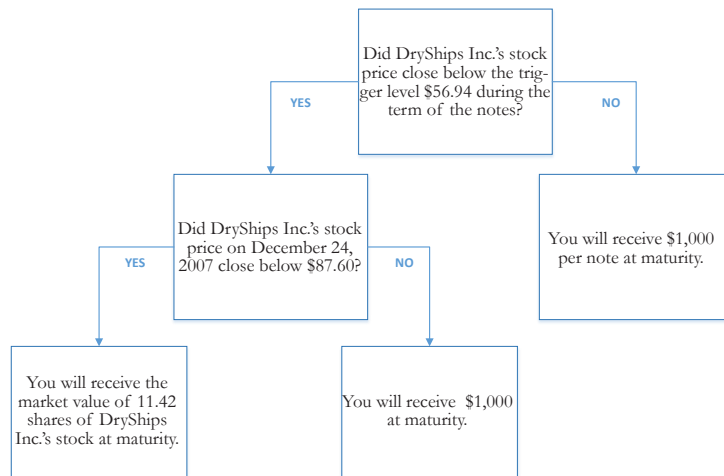 Did DryShips Inc.'s stock
price close below the trig-
ger level $56.94 during the
term of the notes?
YES
NO
Did DryShips Inc.'s stock
price on December 24,
2007 close below $87.60?
You will receive $1,000
per note at maturity.
YES
NO
You will receive the
market value of 11.42
shares of DryShips
Inc.'s stock at maturity.
You will receive $1,000
at maturity.